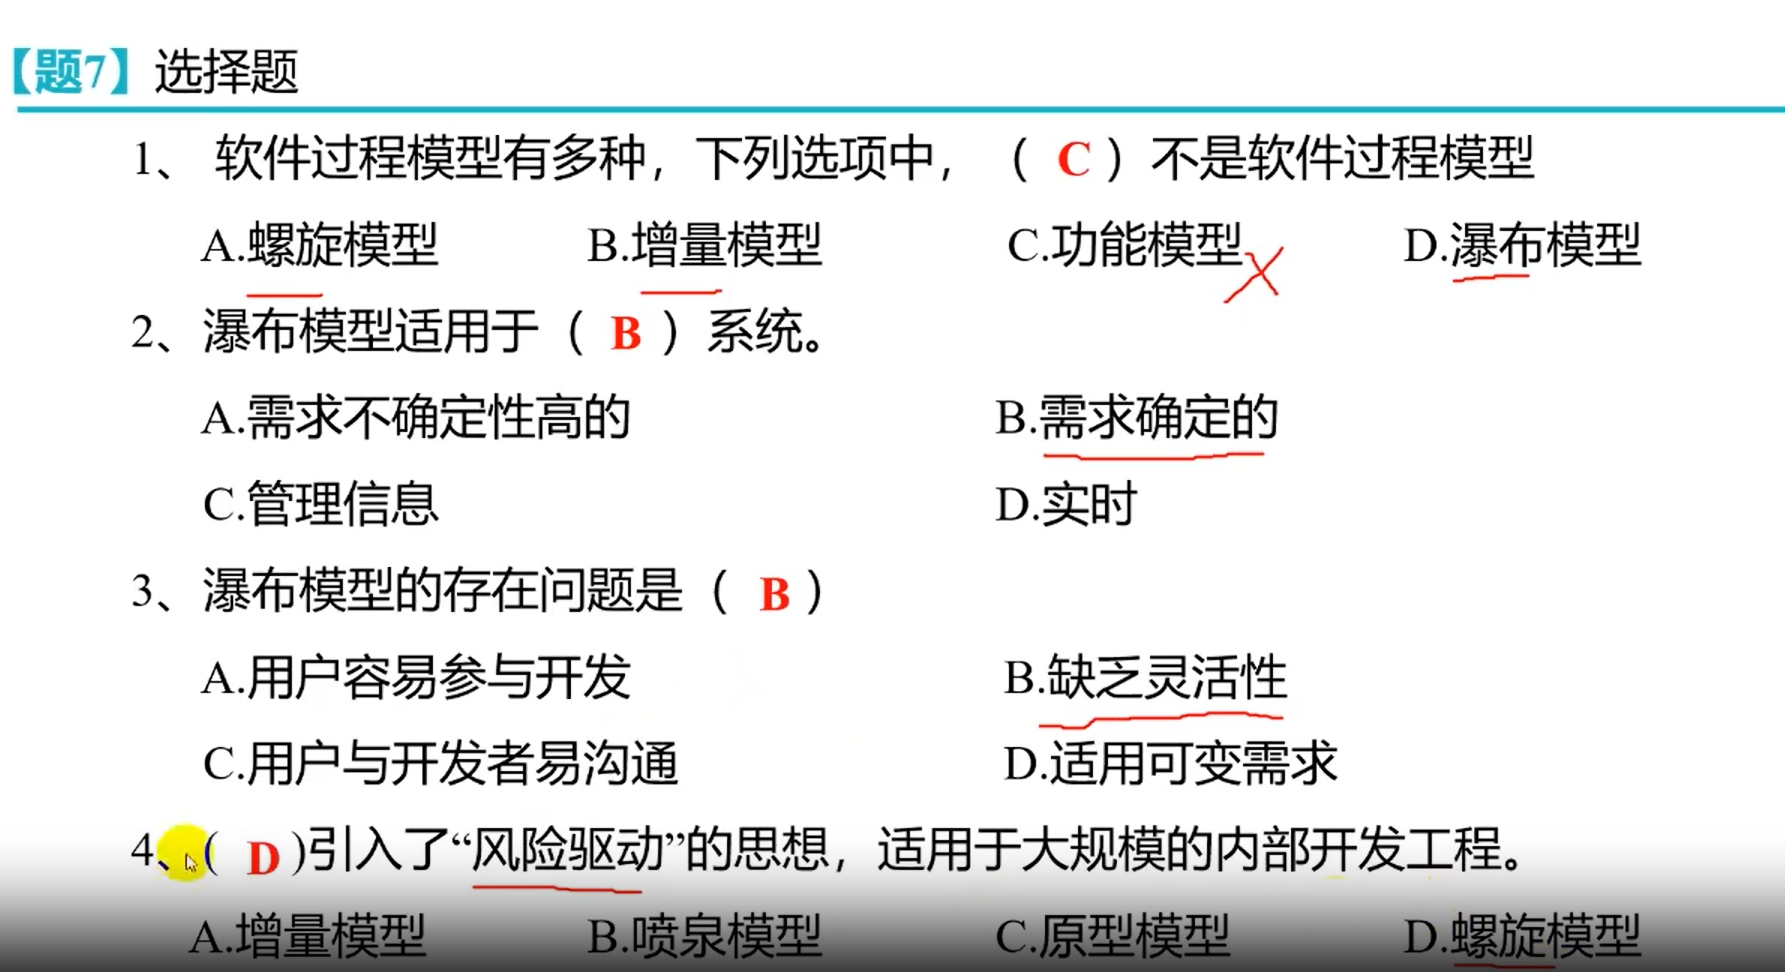 【题7】选择题
1、 软件过程模型有多种，下列选项中，（ C ）不是软件过程模型
A.螺旋模型 B.增量模型 C.功能模型 D.瀑布模型
2、瀑布模型适用于（ B ）系统。
A.需求不确定性高的 B.需求确定的
C.管理信息 D.实时
3、瀑布模型的存在问题是（ B ）
A.用户容易参与开发 B.缺乏灵活性
C.用户与开发者易沟通 D.适用可变需求
4、( D )引入了“风险驱动”的思想，适用于大规模的内部开发工程。
A.增量模型 B.喷泉模型 C.原型模型 D.螺旋模型